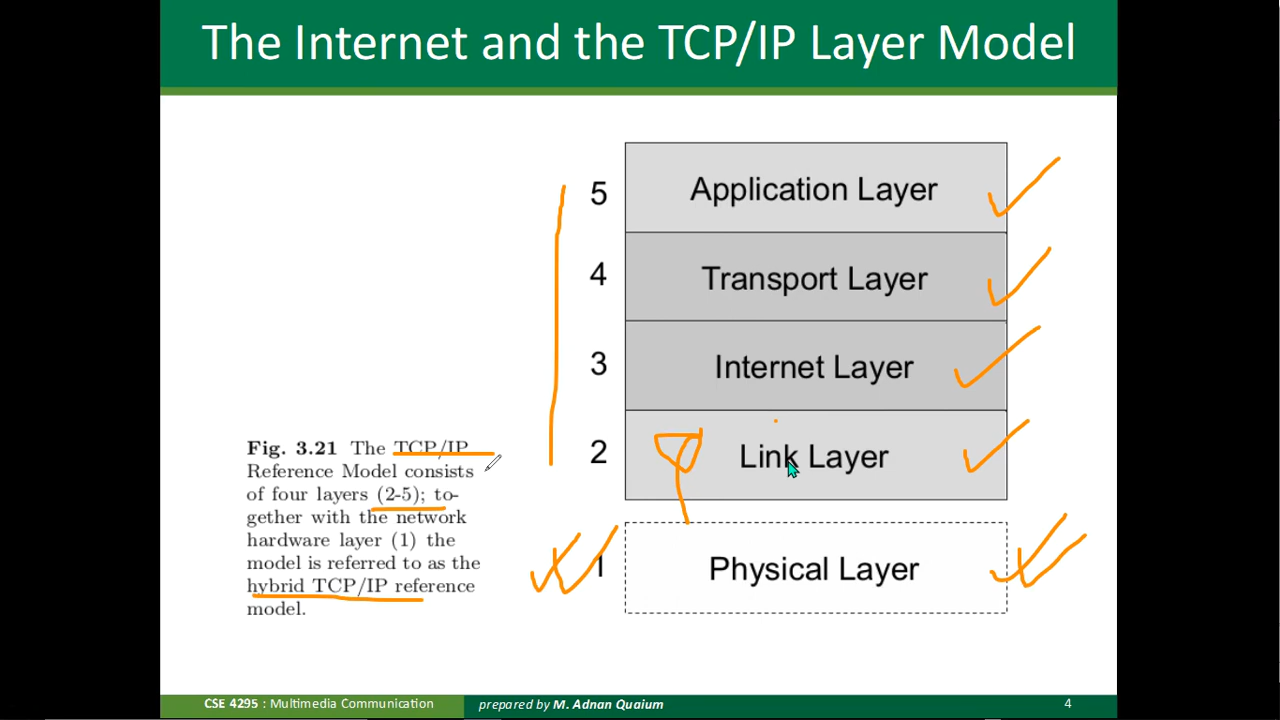 The Internet and the TCP/IP Layer Model
5 Application Layer
4 Transport Layer
3 Internet Layer
2 Link Layer
1 Physical Layer
Fig. 3.21 The TCP/IP
Reference Model consists
of four layers (2-5); to-
gether with the network
hardware layer (1) the
model is referred to as the
hybrid TCP/IP reference
model.
CSE 4295 : Multimedia Communication prepared by M. Adnan Quaium 4